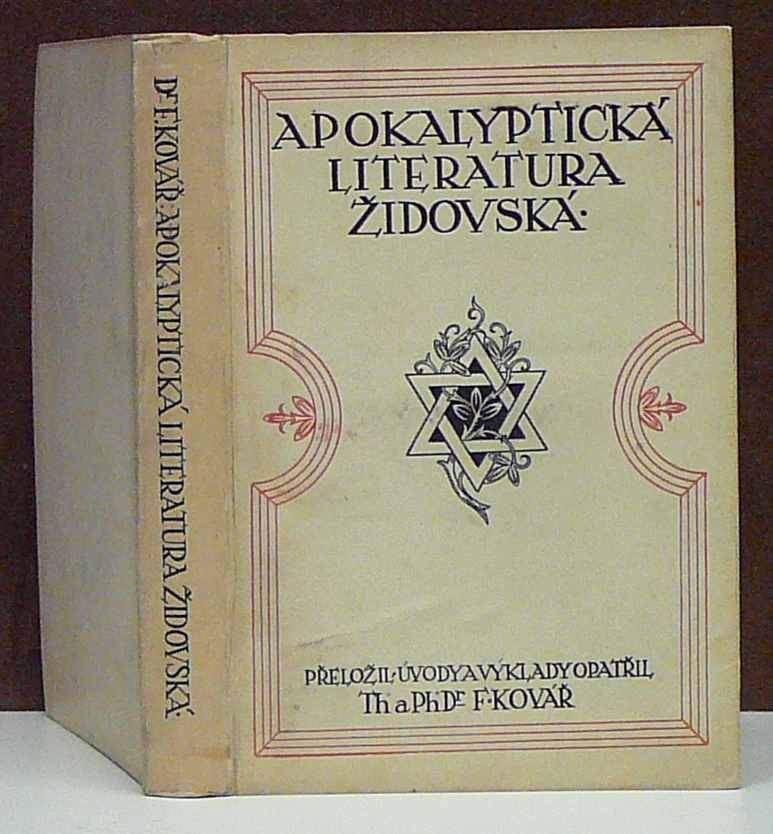 Dr F. KOVÁŘ · APOKALYPTICKÁ LITERATURA ŽIDOVSKÁ ·
APOKALYPTICKÁ
LITERATURA
ŽIDOVSKÁ ·
PŘELOŽIL · ÚVODY A VÝKLADY OPATŘIL
Th a PhDr F · KOVÁŘ